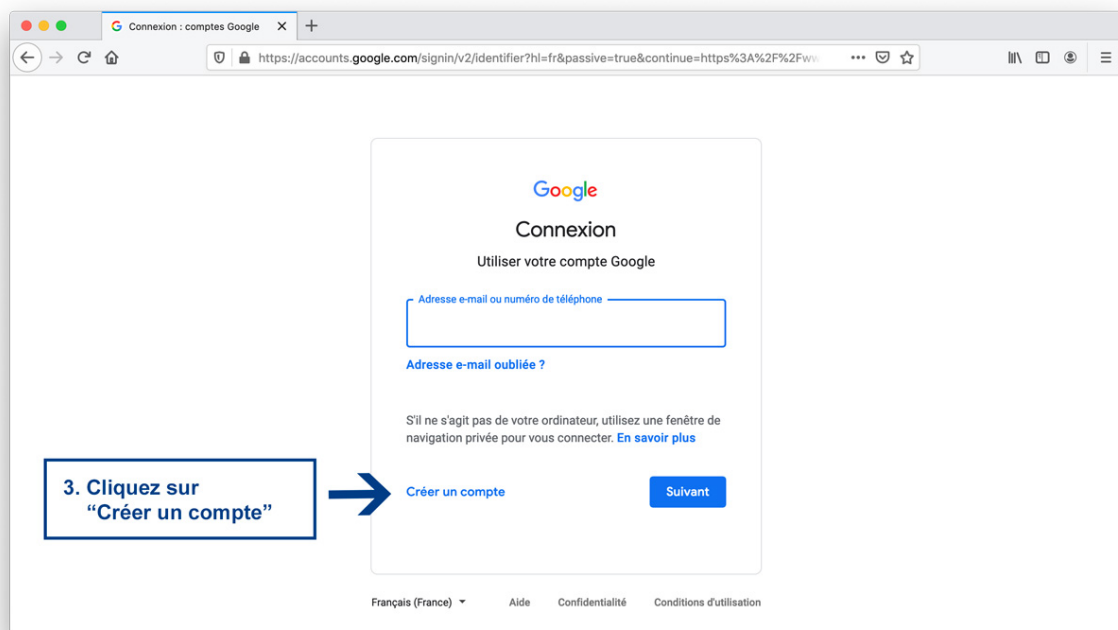 Connexion : comptes Google
https://accounts.google.com/signin/v2/identifier?hl=fr&passive=true&continue=https%3A%2F%2Fww
Google
Connexion
Utiliser votre compte Google
Adresse e-mail ou numéro de téléphone
Adresse e-mail oubliée ?
S'il ne s'agit pas de votre ordinateur, utilisez une fenêtre de
navigation privée pour vous connecter. En savoir plus
3. Cliquez sur
“Créer un compte”
Créer un compte
Suivant
Français (France)
Aide
Confidentialité
Conditions d'utilisation